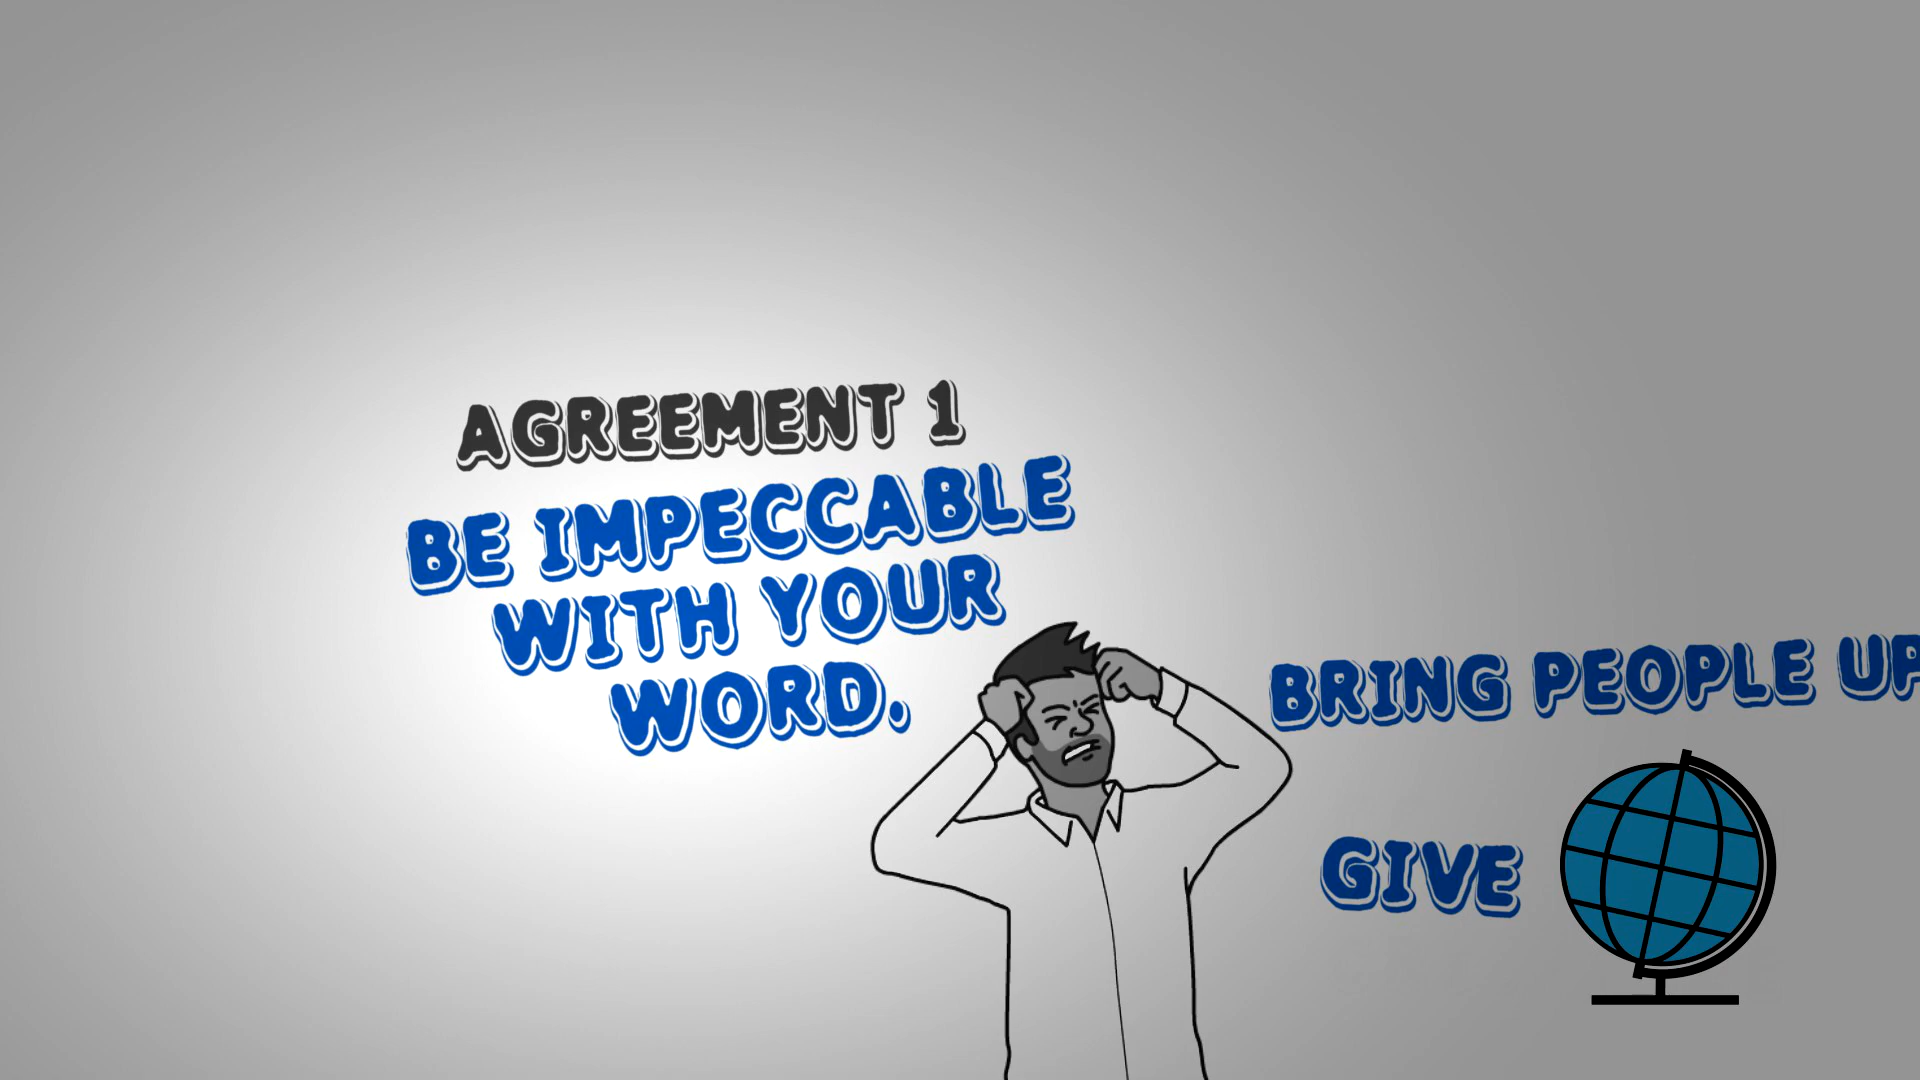 AGREEMENT 1
BE IMPECCABLE
WITH YOUR
WORD.
BRING PEOPLE UP
GIVE